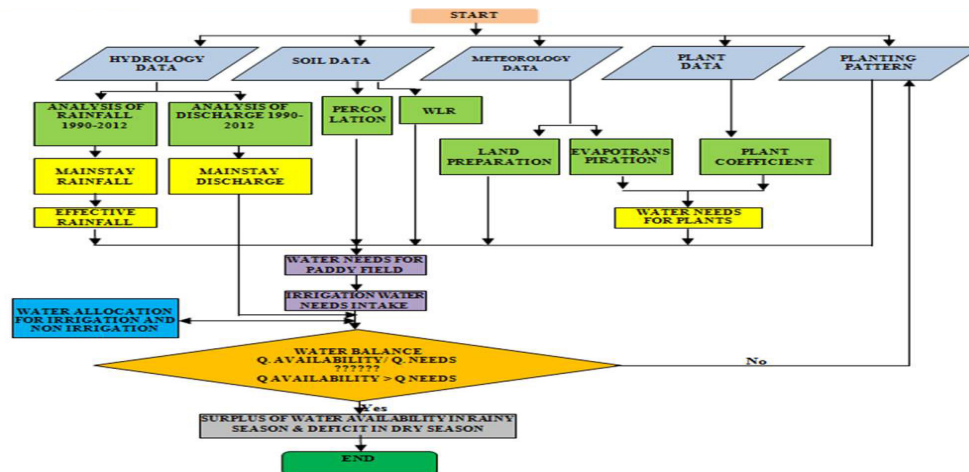 START
HYDROLOGY
DATA
SOIL DATA
METEOROLOGY
DATA
PLANT
DATA
PLANTING
PATTERN
ANALYSIS OF
RAINFALL
1990-2012
ANALYSIS OF
DISCHARGE 1990-
2012
PERCO
LATION
WLR
LAND
PREPARATION
EVAPOTRANS
PIRATION
PLANT
COEFFICIENT
MAINSTAY
RAINFALL
MAINSTAY
DISCHARGE
EFFECTIVE
RAINFALL
WATER NEEDS
FOR PLANTS
WATER NEEDS FOR
PADDY FIELD
IRRIGATION WATER
NEEDS INTAKE
WATER ALLOCATION
FOR IRRIGATION AND
NON IRRIGATION
WATER BALANCE
Q. AVAILABILITY/ Q. NEEDS
??????
Q AVAILABILITY > Q NEEDS
No
Yes
SURPLUS OF WATER AVAILABILITY IN RAINY
SEASON & DEFICIT IN DRY SEASON
END